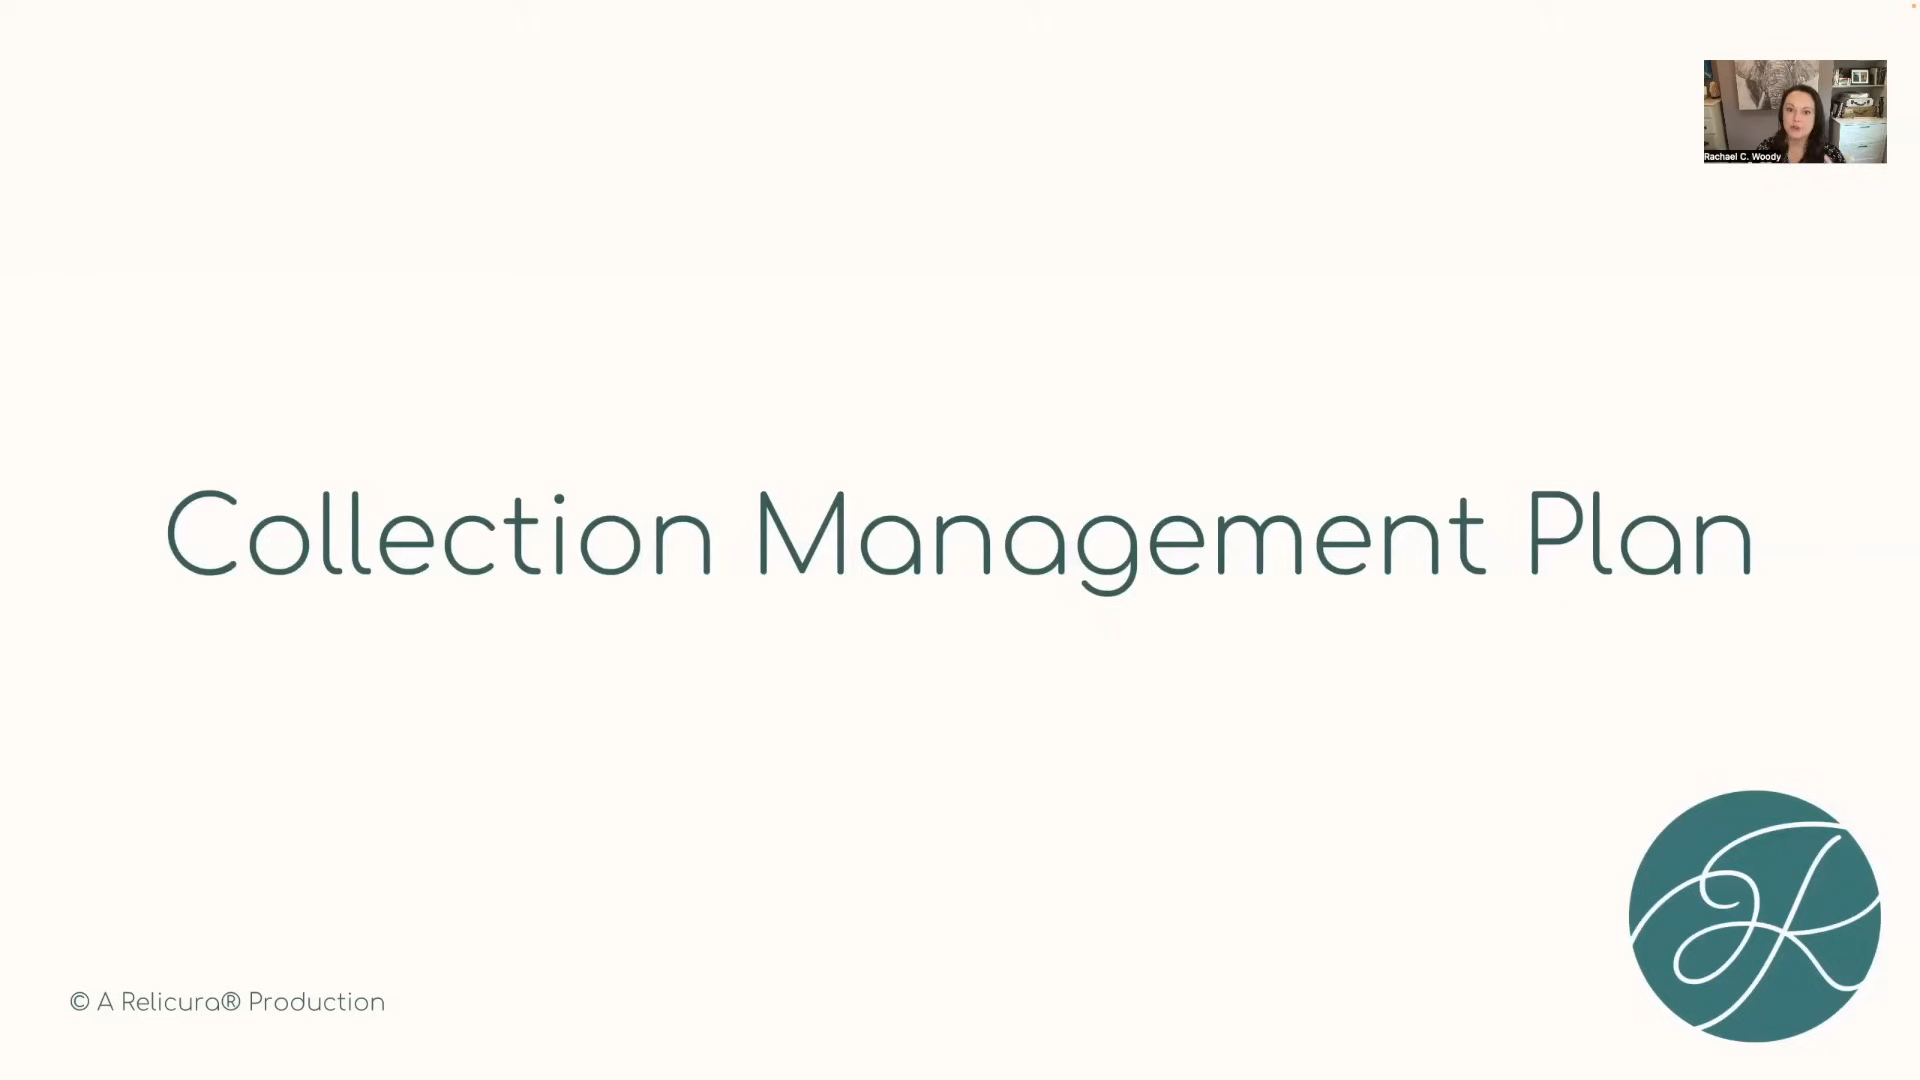 Rachael C. Woody
Collection Management Plan
© A Relicura® Production